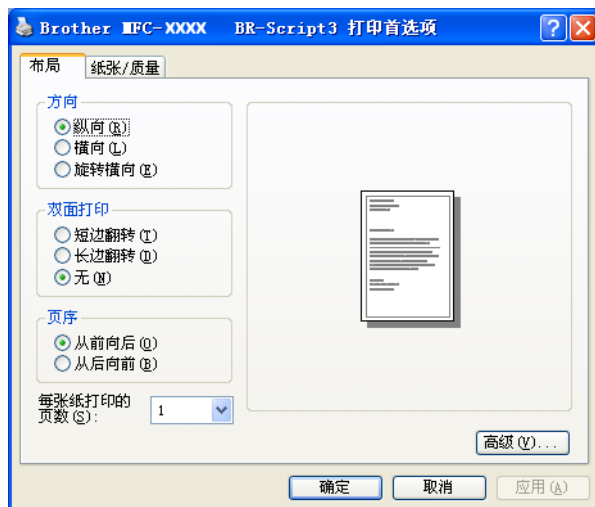 Brother MFC-XXXX BR-Script3 打印首选项
布局 纸张/质量
方向
纵向(R)
横向(L)
旋转横向(E)
双面打印
短边翻转(T)
长边翻转(D)
无(N)
页序
从前向后(O)
从后向前(B)
每张纸打印的
页数(S): 1
高级(V)...
确定 取消 应用(A)